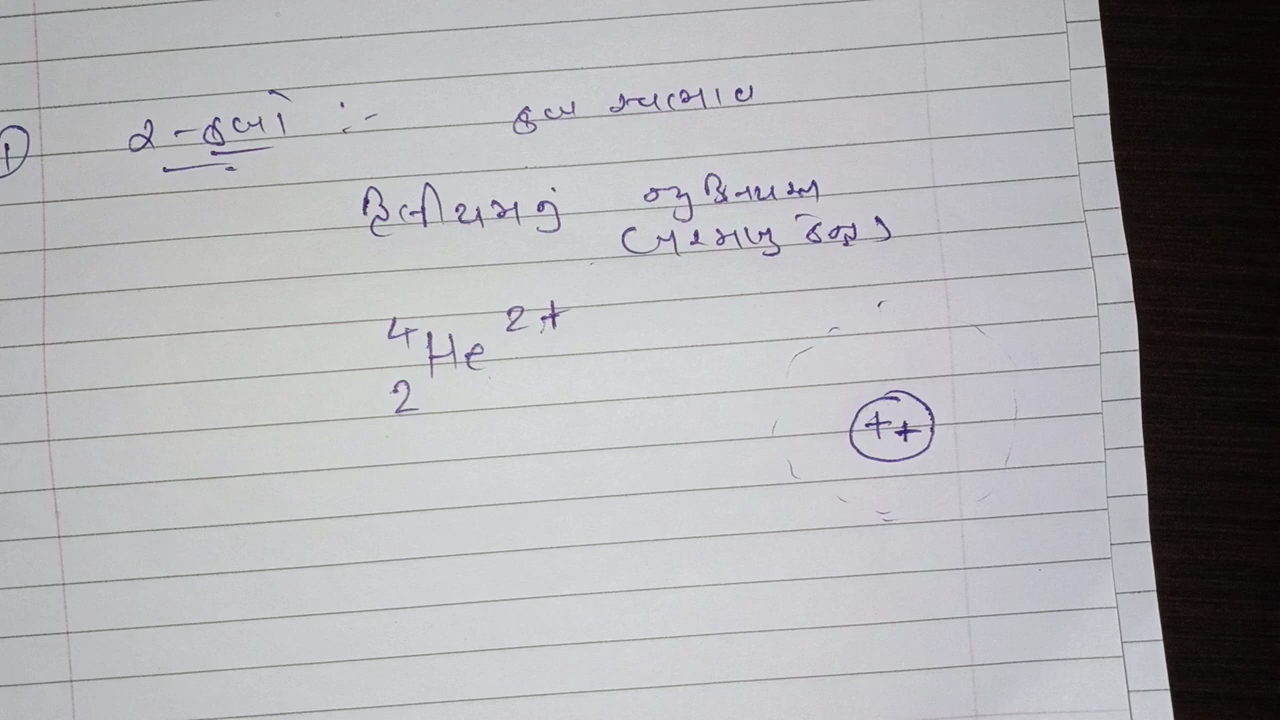 ① α-કણો :- કણ સ્વભાવ
હિલીયમનું ન્યુક્લિયસ
(પરમાણુ કેન્દ્ર)
⁴₂He²⁺
++